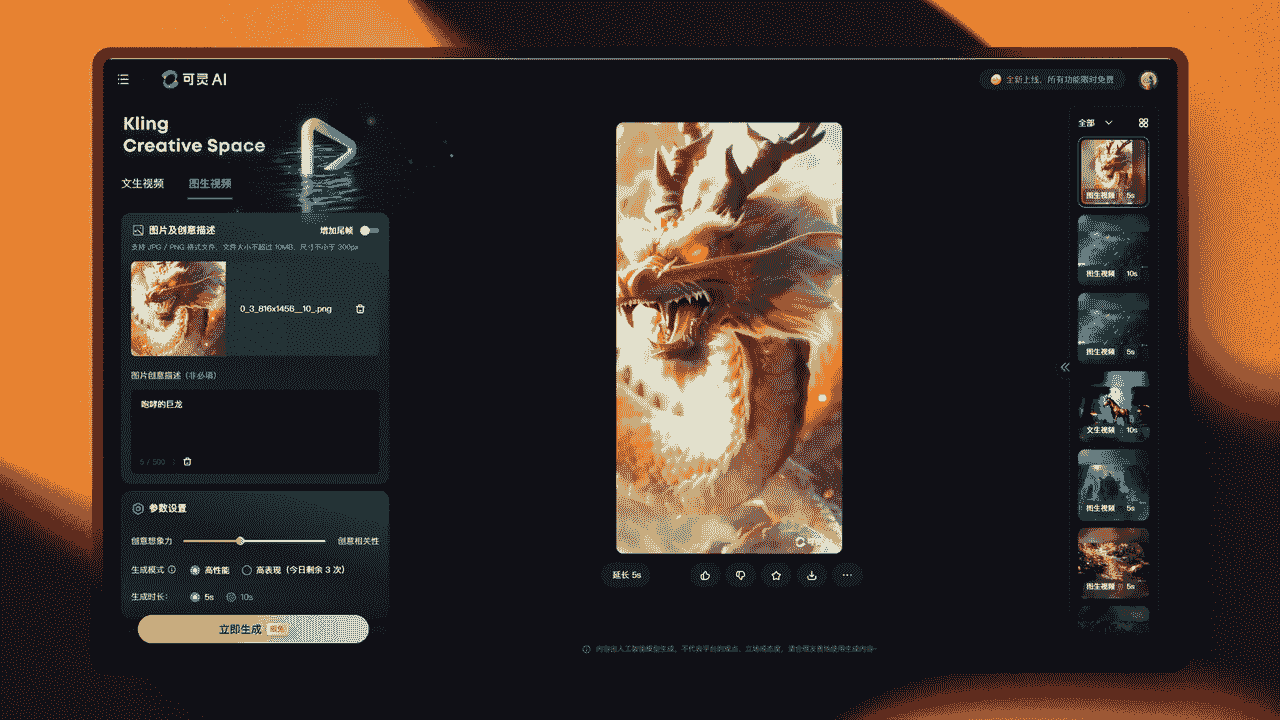 可灵 AI
全新上线，所有功能限时免费
Kling
Creative Space
文生视频
图生视频
图片及创意描述
增加尾帧
支持 JPG / PNG 格式文件，文件大小不超过 10MB，尺寸不小于 300px
0_3_816x1456__10_.png
图片创意描述（非必填）
咆哮的巨龙
5 / 500
参数设置
创意想象力
创意相关性
生成模式
高性能
高表现（今日剩余 3 次）
生成时长：
5s
10s
立即生成
延长 5s
全部
图生视频 5s
图生视频 10s
图生视频 5s
文生视频 10s
图生视频 5s
图生视频 5s